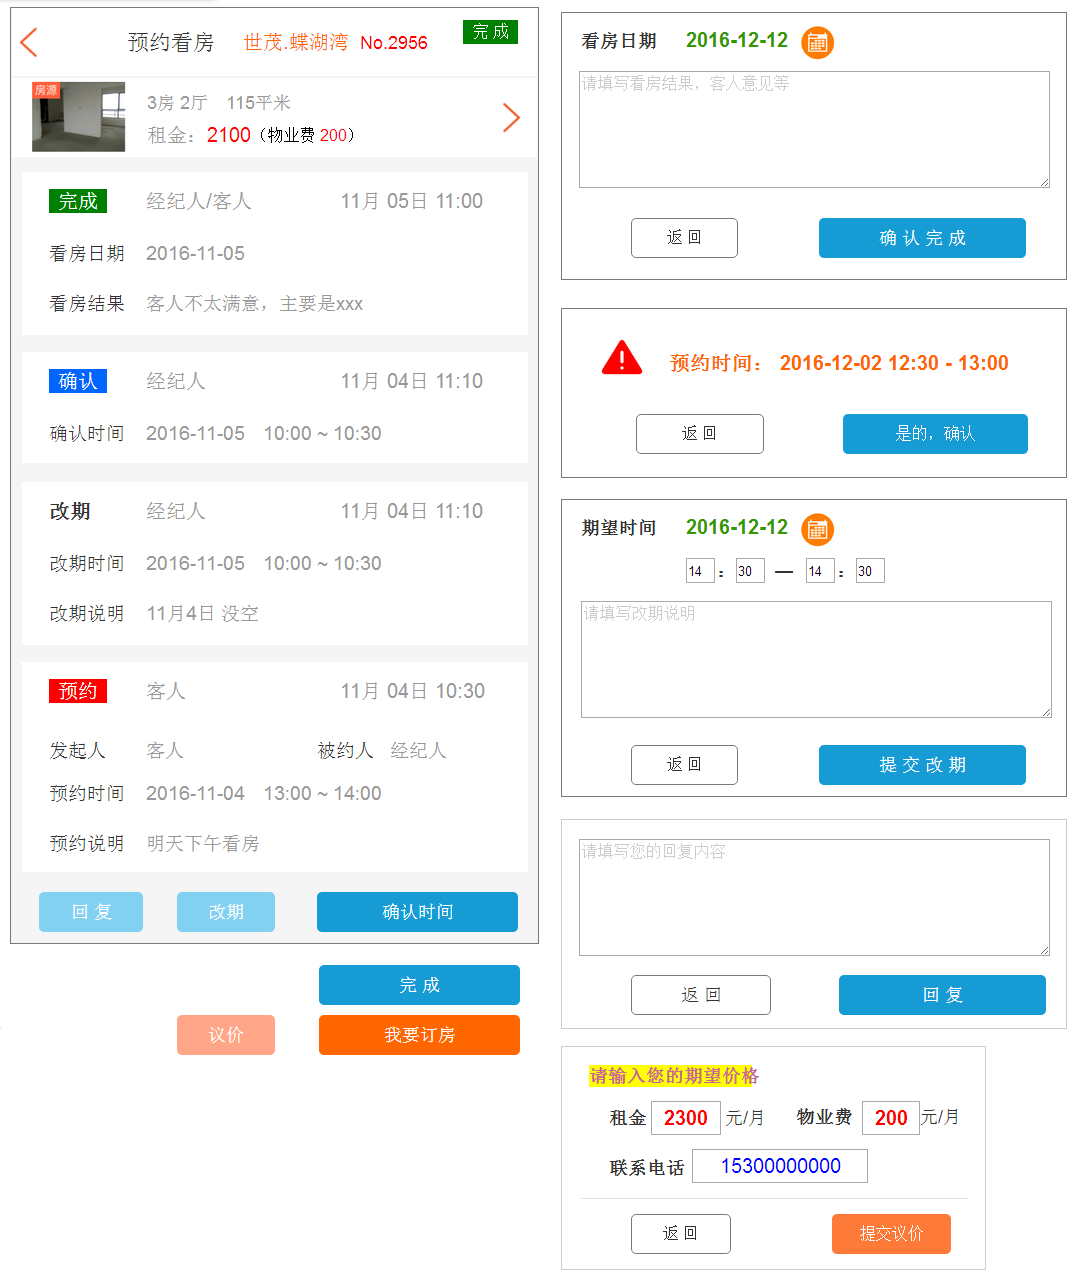 预约看房 世茂.蝶湖湾 No.2956 完成
房源
3房 2厅 115平米
租金：2100（物业费 200）
完成 经纪人/客人 11月 05日 11:00
看房日期 2016-11-05
看房结果 客人不太满意，主要是xxx
确认 经纪人 11月 04日 11:10
确认时间 2016-11-05 10:00 ~ 10:30
改期 经纪人 11月 04日 11:10
改期时间 2016-11-05 10:00 ~ 10:30
改期说明 11月4日 没空
预约 客人 11月 04日 10:30
发起人 客人 被约人 经纪人
预约时间 2016-11-04 13:00 ~ 14:00
预约说明 明天下午看房
回 复 改期 确认时间
完 成
议价 我要订房
看房日期 2016-12-12
请填写看房结果，客人意见等
返 回 确 认 完 成
预约时间： 2016-12-02 12:30 - 13:00
返 回 是的，确认
期望时间 2016-12-12
14 : 30 — 14 : 30
请填写改期说明
返 回 提 交 改 期
请填写您的回复内容
返 回 回 复
请输入您的期望价格
租金 2300 元/月 物业费 200 元/月
联系电话 15300000000
返 回 提交议价